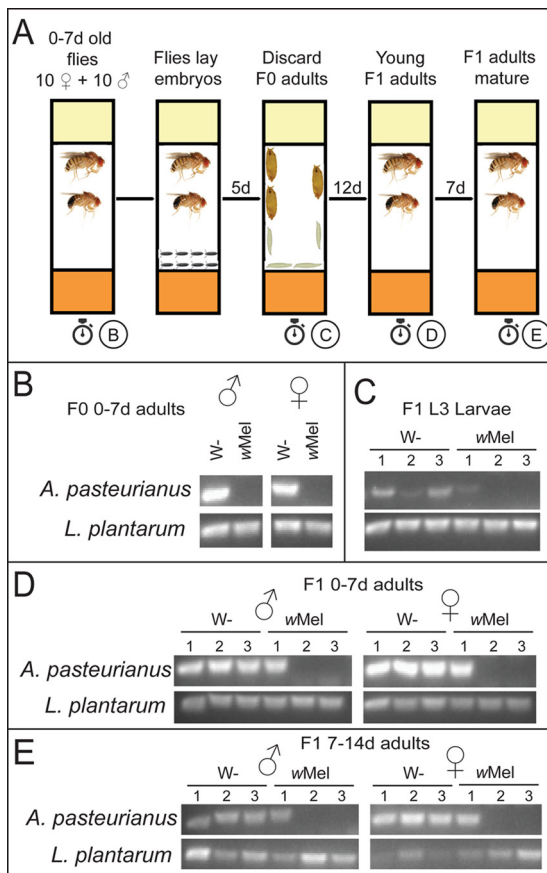 A
0-7d old
flies
10 ♀ + 10 ♂
Flies lay
embryos
Discard
F0 adults
Young
F1 adults
F1 adults
mature
5d
12d
7d
B
C
D
E
B
♂ ♀
F0 0-7d adults
W- wMel W- wMel
A. pasteurianus
L. plantarum
C
F1 L3 Larvae
W- wMel
1 2 3 1 2 3
D
F1 0-7d adults
♂ ♀
W- wMel W- wMel
1 2 3 1 2 3 1 2 3 1 2 3
A. pasteurianus
L. plantarum
E
F1 7-14d adults
♂ ♀
W- wMel W- wMel
1 2 3 1 2 3 1 2 3 1 2 3
A. pasteurianus
L. plantarum